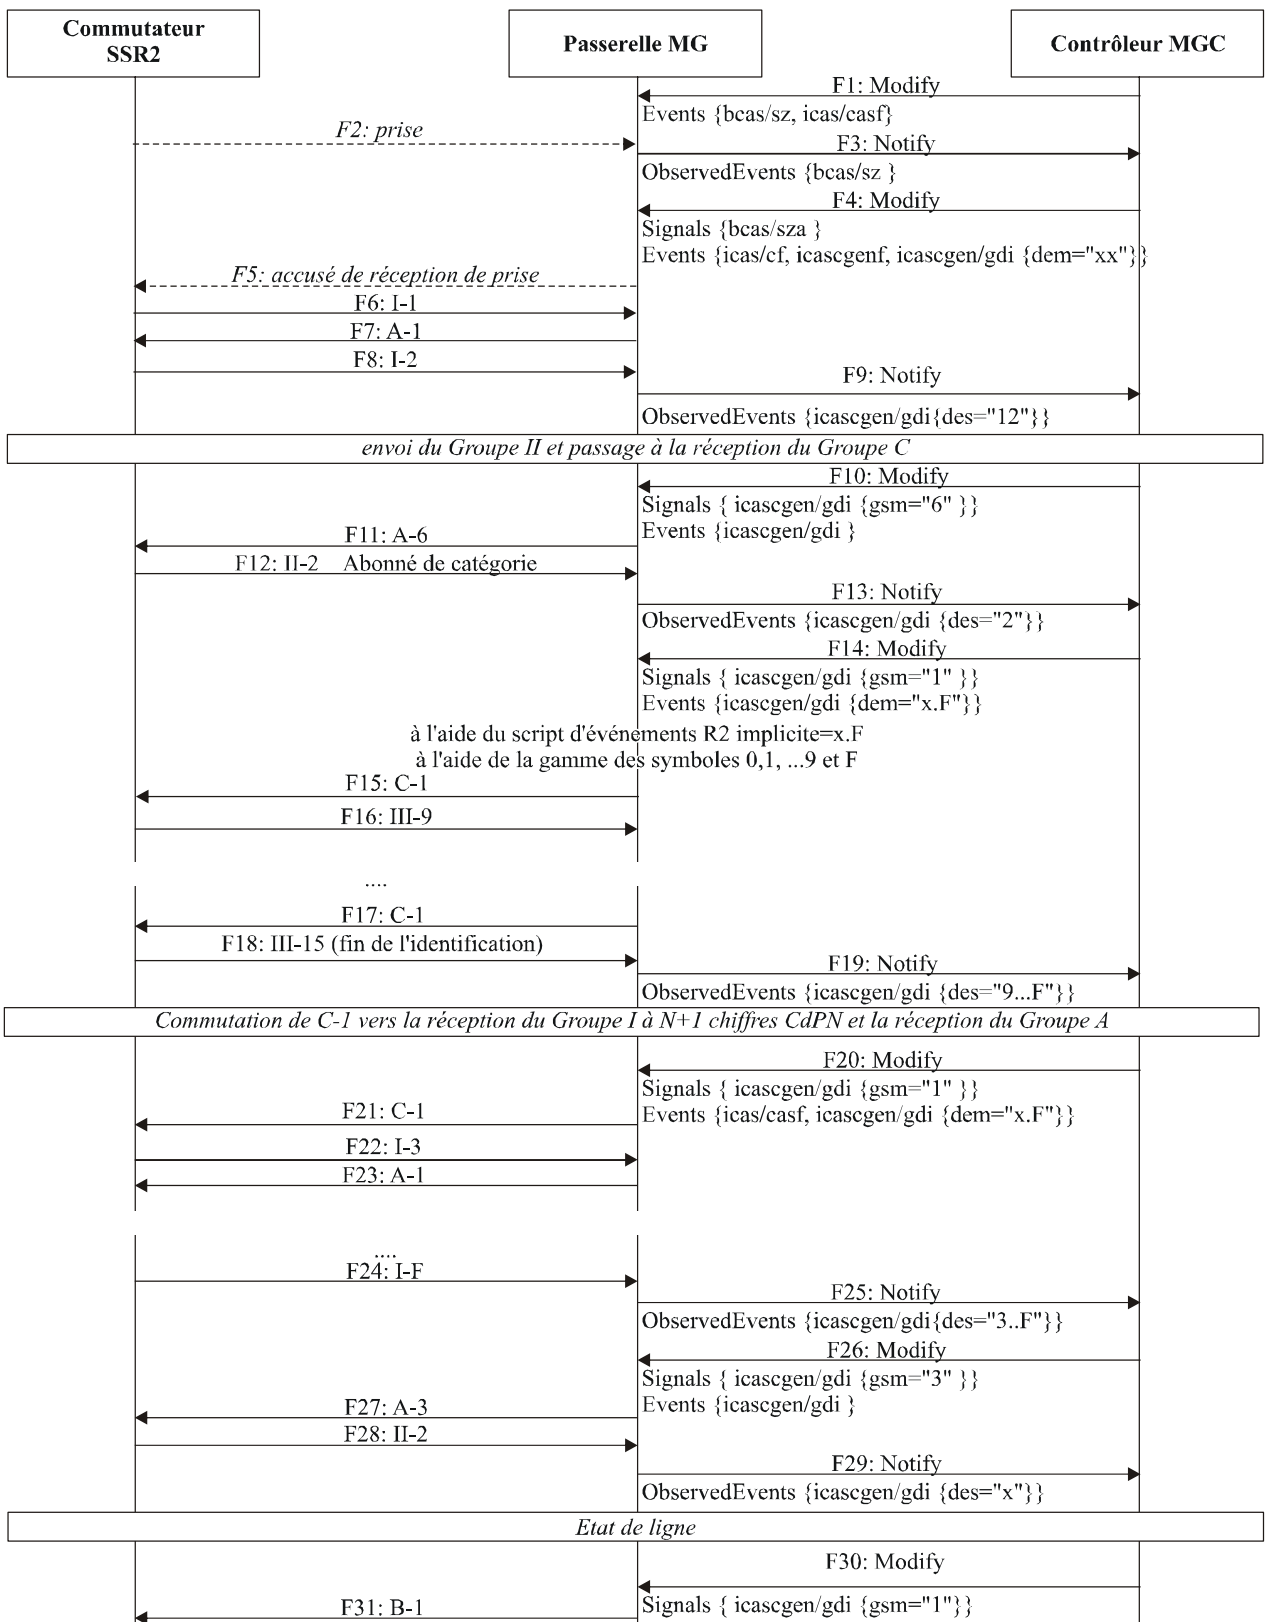 Commutateur
SSR2
Passerelle MG
Contrôleur MGC
F1: Modify
Events {bcas/sz, icas/casf}
F2: prise
F3: Notify
ObservedEvents {bcas/sz }
F4: Modify
Signals {bcas/sza }
Events {icas/cf, icascgenf, icascgen/gdi {dem="xx"}}
F5: accusé de réception de prise
F6: I-1
F7: A-1
F8: I-2
F9: Notify
ObservedEvents {icascgen/gdi{des="12"}}
envoi du Groupe II et passage à la réception du Groupe C
F10: Modify
Signals { icascgen/gdi {gsm="6" }}
Events {icascgen/gdi }
F11: A-6
F12: II-2 Abonné de catégorie
F13: Notify
ObservedEvents {icascgen/gdi {des="2"}}
F14: Modify
Signals { icascgen/gdi {gsm="1" }}
Events {icascgen/gdi {dem="x.F"}}
à l'aide du script d'événements R2 implicite=x.F
à l'aide de la gamme des symboles 0,1, ...9 et F
F15: C-1
F16: III-9
....
F17: C-1
F18: III-15 (fin de l'identification)
F19: Notify
ObservedEvents {icascgen/gdi {des="9...F"}}
Commutation de C-1 vers la réception du Groupe I à N+1 chiffres CdPN et la réception du Groupe A
F20: Modify
Signals { icascgen/gdi {gsm="1" }}
Events {icas/casf, icascgen/gdi {dem="x.F"}}
F21: C-1
F22: I-3
F23: A-1
....
F24: I-F
F25: Notify
ObservedEvents {icascgen/gdi{des="3..F"}}
F26: Modify
Signals { icascgen/gdi {gsm="3" }}
Events {icascgen/gdi }
F27: A-3
F28: II-2
F29: Notify
ObservedEvents {icascgen/gdi {des="x"}}
Etat de ligne
F30: Modify
Signals { icascgen/gdi {gsm="1"}}
F31: B-1